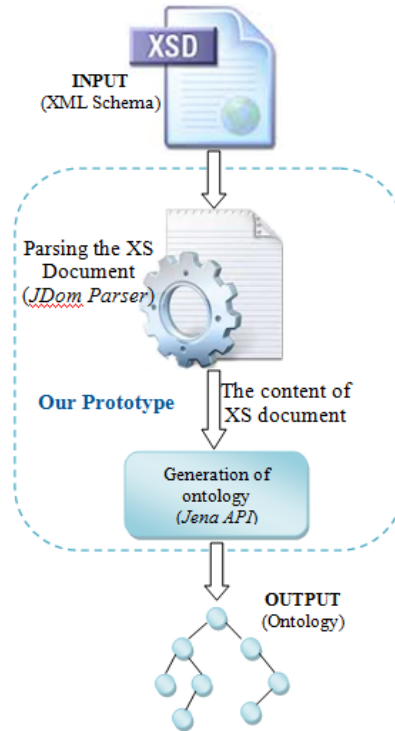 XSD
INPUT
(XML Schema)
Parsing the XS
Document
(JDom Parser)
Our Prototype
The content of
XS document
Generation of
ontology
(Jena API)
OUTPUT
(Ontology)